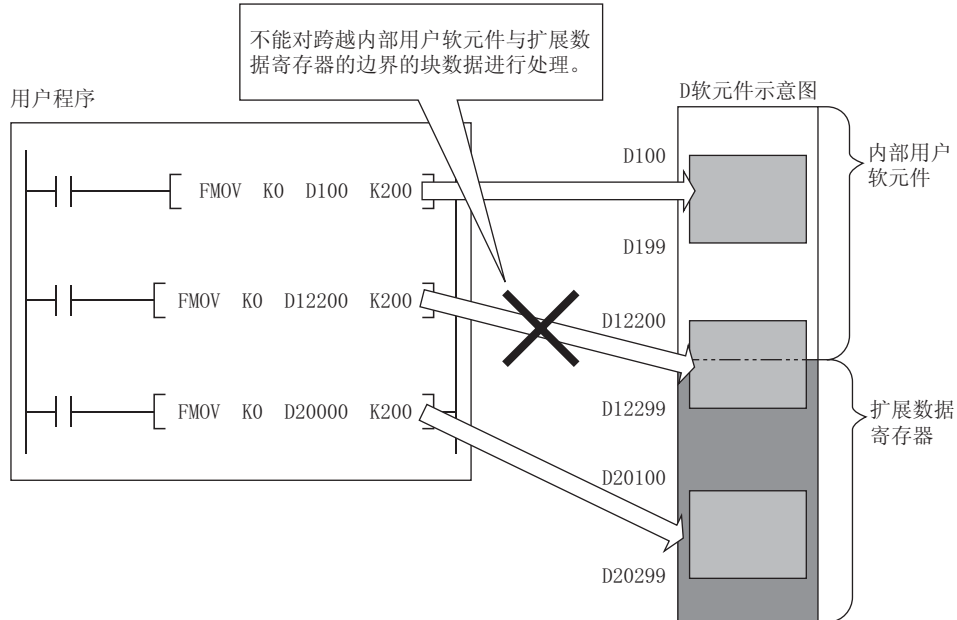 不能对跨越内部用户软元件与扩展数
据寄存器的边界的块数据进行处理。
用户程序
D软元件示意图
FMOV K0 D100 K200
FMOV K0 D12200 K200
FMOV K0 D20000 K200
D100
D199
D12200
D12299
D20100
D20299
内部用户
软元件
扩展数据
寄存器